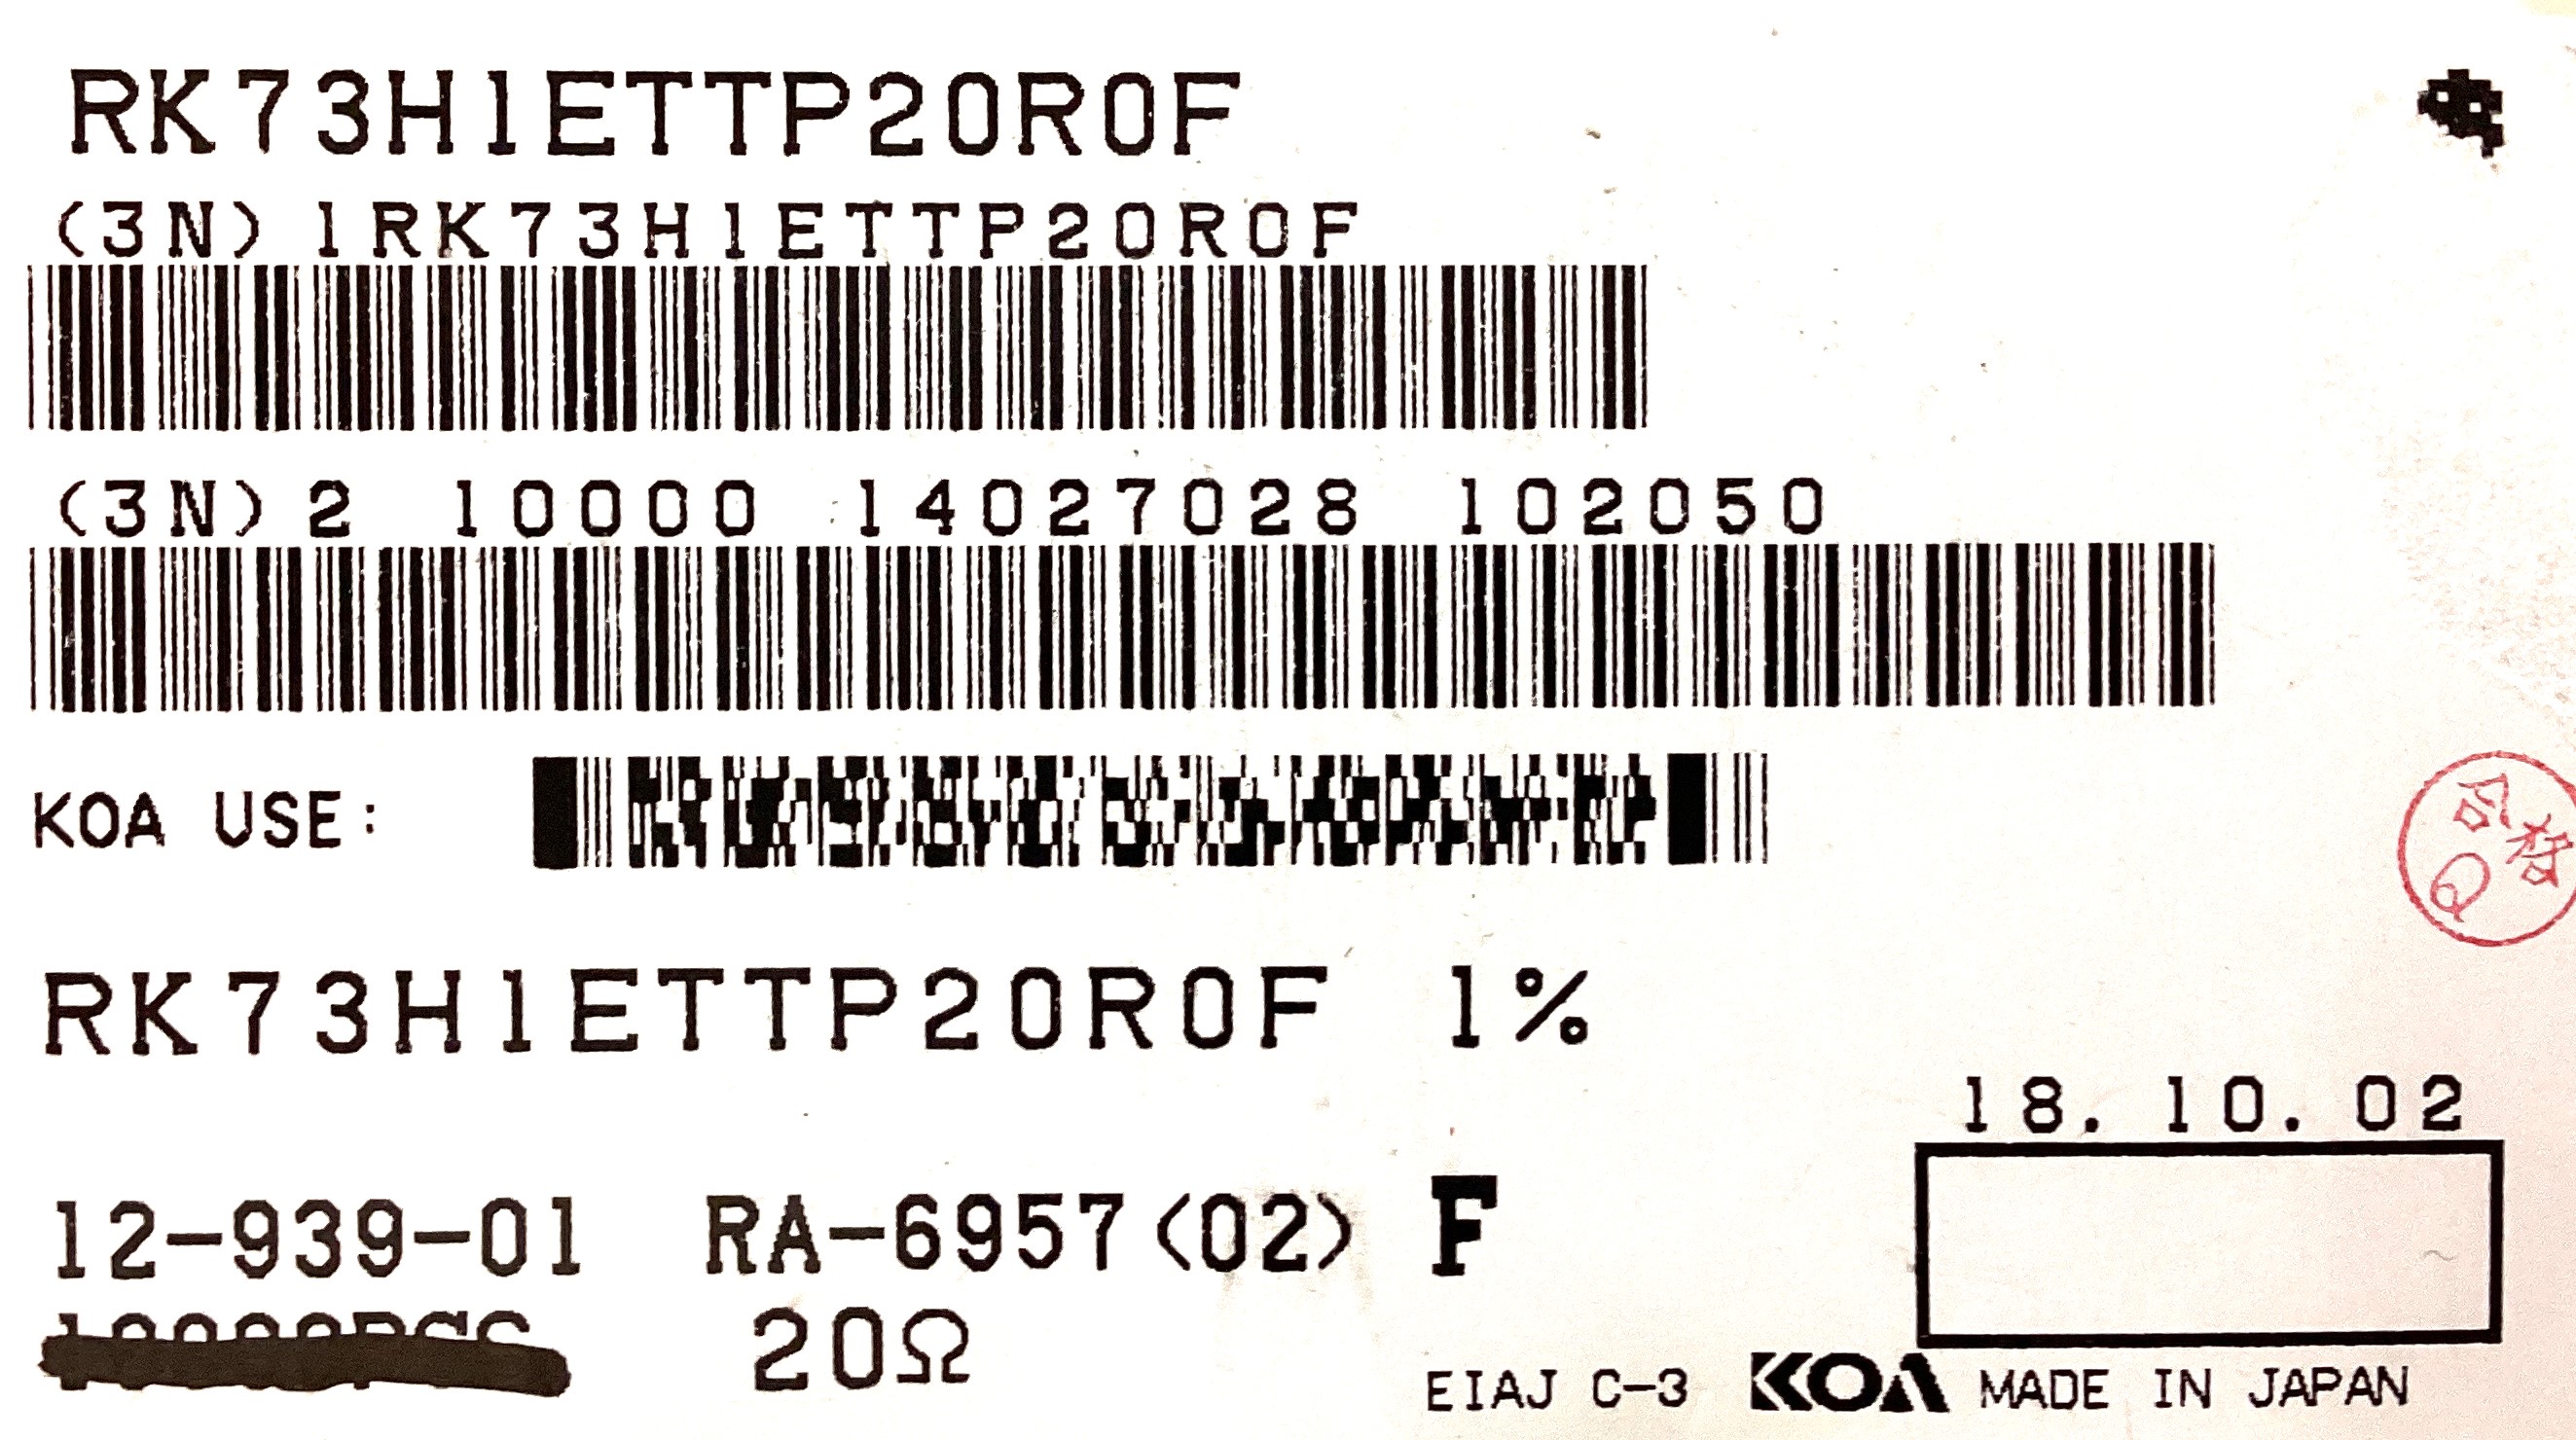 RK73H1ETTP20R0F
(3N)1RK73H1ETTP20R0F
(3N)2 10000 14027028 102050
KOA USE:
RK73H1ETTP20R0F 1%
18.10.02
12-939-01 RA-6957(02) F
20Ω
EIAJ C-3 KOA MADE IN JAPAN